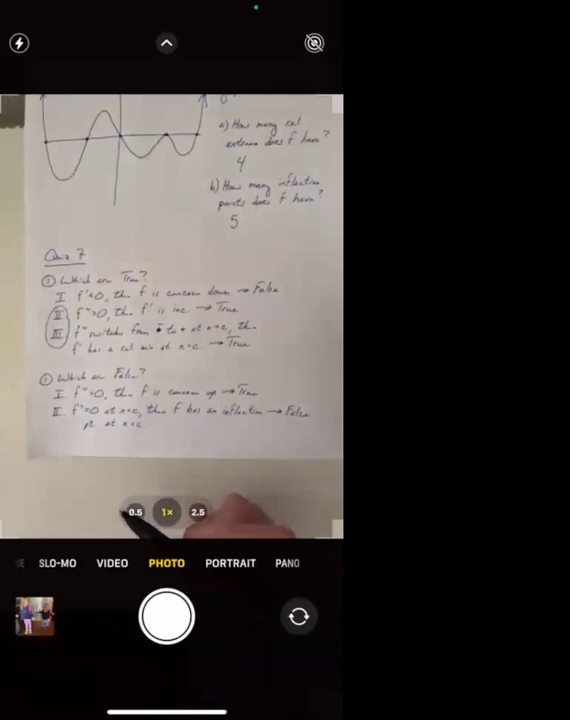 a) How many rel
extrema does f have?
4
b) How many inflection
points does f have?
5
Quiz 7
① Which are True?
I. f"<0, then f is concave down → False
II. f">0, then f' is inc → True
III. f" switches from - to + at x=c, then
f' has a rel min at x=c → True
① Which are False?
I. f">0, then f is concave up → True
II. f"=0 at x=c, then f has an inflection → False
pt. at x=c.
0.5 1× 2.5
SLO-MO VIDEO PHOTO PORTRAIT PANO